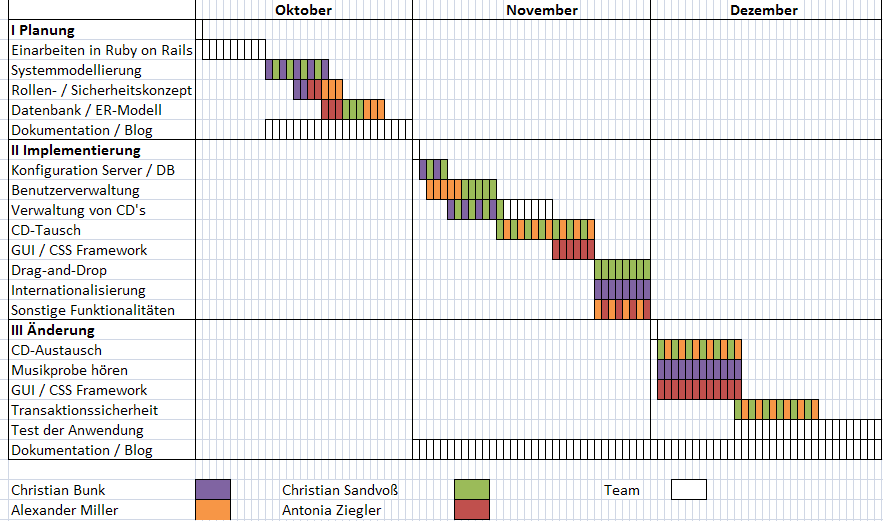 Oktober November Dezember
I Planung
Einarbeiten in Ruby on Rails
Systemmodellierung
Rollen- / Sicherheitskonzept
Datenbank / ER-Modell
Dokumentation / Blog
II Implementierung
Konfiguration Server / DB
Benutzerverwaltung
Verwaltung von CD's
CD-Tausch
GUI / CSS Framework
Drag-and-Drop
Internationalisierung
Sonstige Funktionalitäten
III Änderung
CD-Austausch
Musikprobe hören
GUI / CSS Framework
Transaktionssicherheit
Test der Anwendung
Dokumentation / Blog
Christian Bunk Christian Sandvoß Team
Alexander Miller Antonia Ziegler